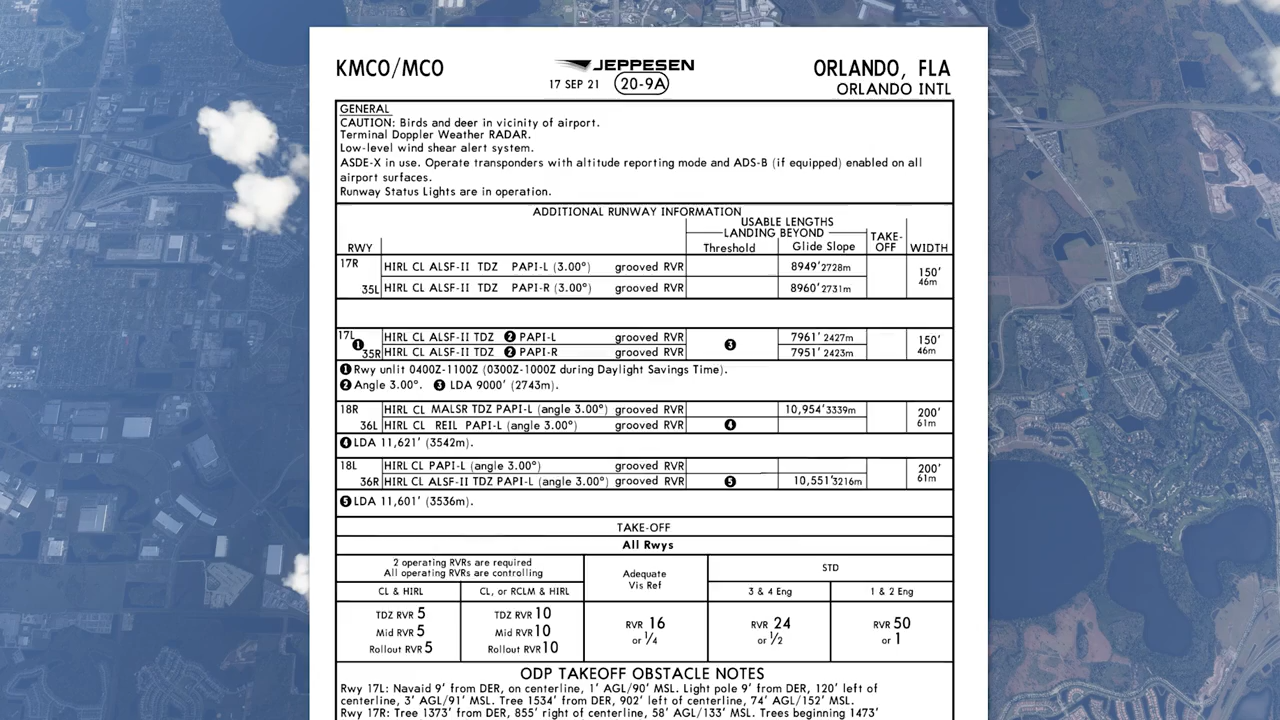 KMCO/MCO
JEPPESEN
17 SEP 21 20-9A
ORLANDO, FLA
ORLANDO INTL
GENERAL
CAUTION: Birds and deer in vicinity of airport.
Terminal Doppler Weather RADAR.
Low-level wind shear alert system.
ASDE-X in use. Operate transponders with altitude reporting mode and ADS-B (if equipped) enabled on all
airport surfaces.
Runway Status Lights are in operation.
ADDITIONAL RUNWAY INFORMATION
USABLE LENGTHS
LANDING BEYOND
RWY Threshold Glide Slope TAKE-OFF WIDTH
17R HIRL CL ALSF-II TDZ PAPI-L (3.00°) grooved RVR 8949' 2728m 150'
35L HIRL CL ALSF-II TDZ PAPI-R (3.00°) grooved RVR 8960' 2731m 46m
17L HIRL CL ALSF-II TDZ ❷ PAPI-L grooved RVR 7961' 2427m 150'
❶ ❸
35R HIRL CL ALSF-II TDZ ❷ PAPI-R grooved RVR 7951' 2423m 46m
❶ Rwy unlit 0400Z-1100Z (0300Z-1000Z during Daylight Savings Time).
❷ Angle 3.00°. ❸ LDA 9000' (2743m).
18R HIRL CL MALSR TDZ PAPI-L (angle 3.00°) grooved RVR 10,954' 3339m 200'
36L HIRL CL REIL PAPI-L (angle 3.00°) grooved RVR ❹ 61m
❹ LDA 11,621' (3542m).
18L HIRL CL PAPI-L (angle 3.00°) grooved RVR 200'
36R HIRL CL ALSF-II TDZ PAPI-L (angle 3.00°) grooved RVR ❺ 10,551' 3216m 61m
❺ LDA 11,601' (3536m).
TAKE-OFF
All Rwys
2 operating RVRs are required
All operating RVRs are controlling
Adequate
Vis Ref
STD
CL & HIRL CL, or RCLM & HIRL 3 & 4 Eng 1 & 2 Eng
TDZ RVR 5 TDZ RVR 10
Mid RVR 5 Mid RVR 10 RVR 16 RVR 24 RVR 50
Rollout RVR 5 Rollout RVR 10 or 1/4 or 1/2 or 1
ODP TAKEOFF OBSTACLE NOTES
Rwy 17L: Navaid 9' from DER, on centerline, 1' AGL/90' MSL. Light pole 9' from DER, 120' left of
centerline, 3' AGL/91' MSL. Tree 1534' from DER, 902' left of centerline, 74' AGL/152' MSL.
Rwy 17R: Tree 1373' from DER, 855' right of centerline, 58' AGL/133' MSL. Trees beginning 1473'